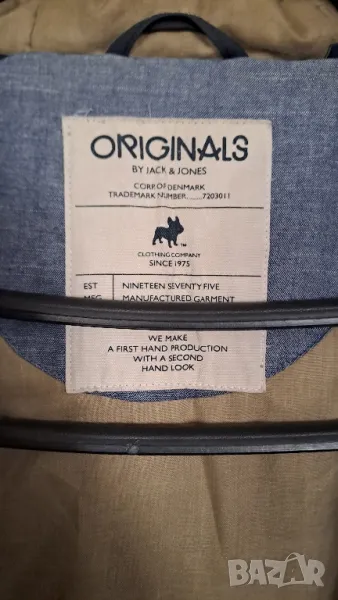 ORIGINALS
BY JACK & JONES
CORP. OF DENMARK
TRADEMARK NUMBER........7203011
CLOTHING COMPANY
SINCE 1975
EST NINETEEN SEVENTY FIVE
MFG MANUFACTURED GARMENT
WE MAKE
A FIRST HAND PRODUCTION
WITH A SECOND
HAND LOOK
BAZAR